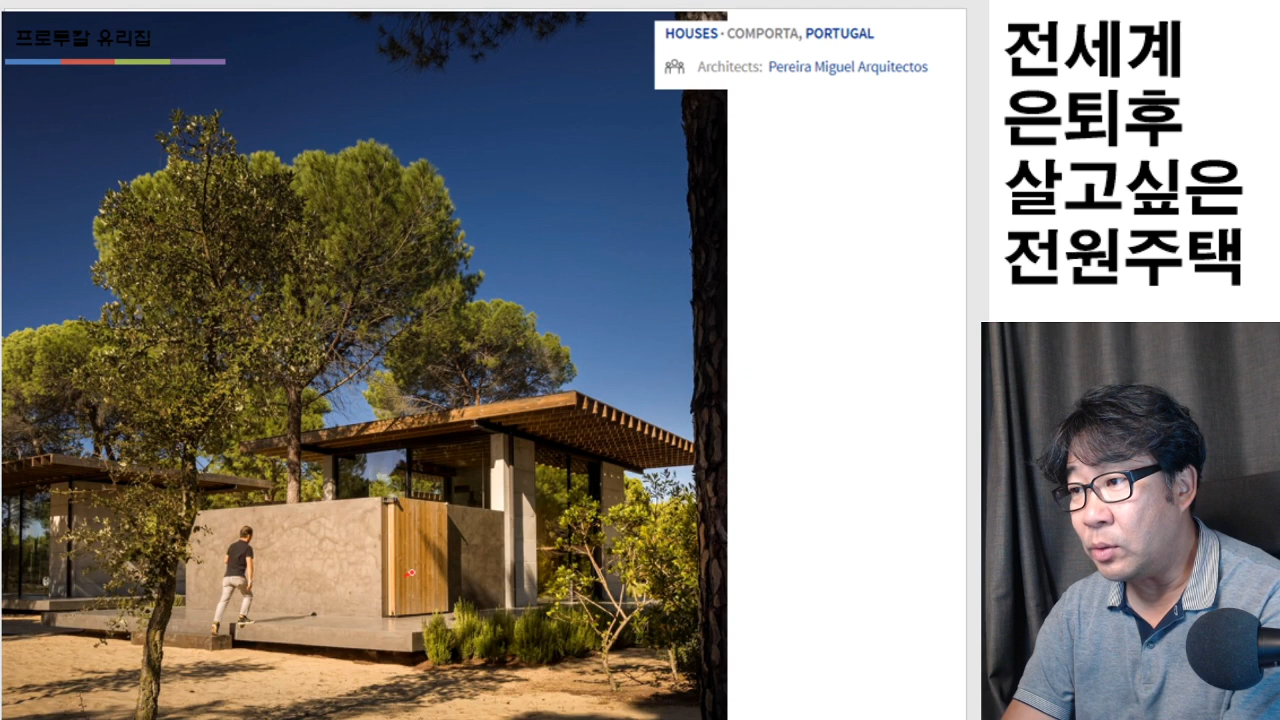 프로투칼 유리집
HOUSES · COMPORTA, PORTUGAL
Architects: Pereira Miguel Arquitectos
전세계
은퇴후
살고싶은
전원주택